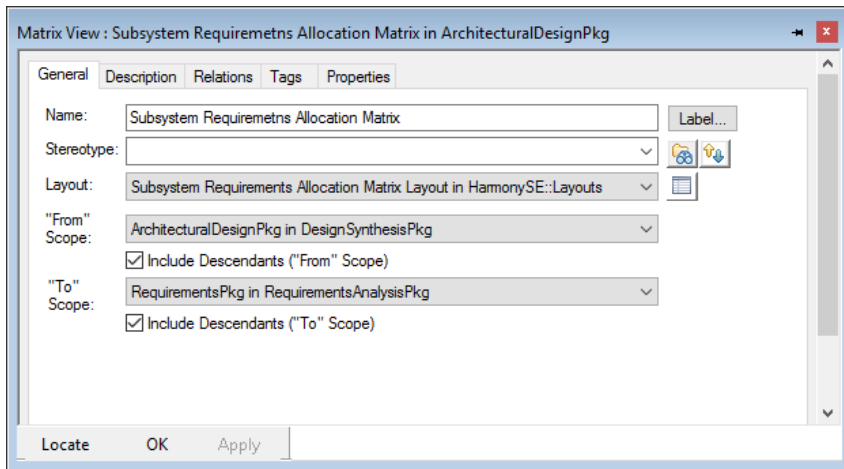 Matrix View : Subsystem Requiremetns Allocation Matrix in ArchitecturalDesignPkg
General Description Relations Tags Properties
Name: Subsystem Requiremetns Allocation Matrix Label...
Stereotype:
Layout: Subsystem Requirements Allocation Matrix Layout in HarmonySE::Layouts
"From" Scope: ArchitecturalDesignPkg in DesignSynthesisPkg
Include Descendants ("From" Scope)
"To" Scope: RequirementsPkg in RequirementsAnalysisPkg
Include Descendants ("To" Scope)
Locate OK Apply